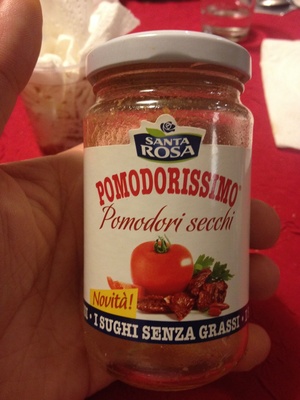 SANTA
ROSA
POMODORISSIMO
Pomodori secchi
Novità!
• I SUGHI SENZA GRASSI •